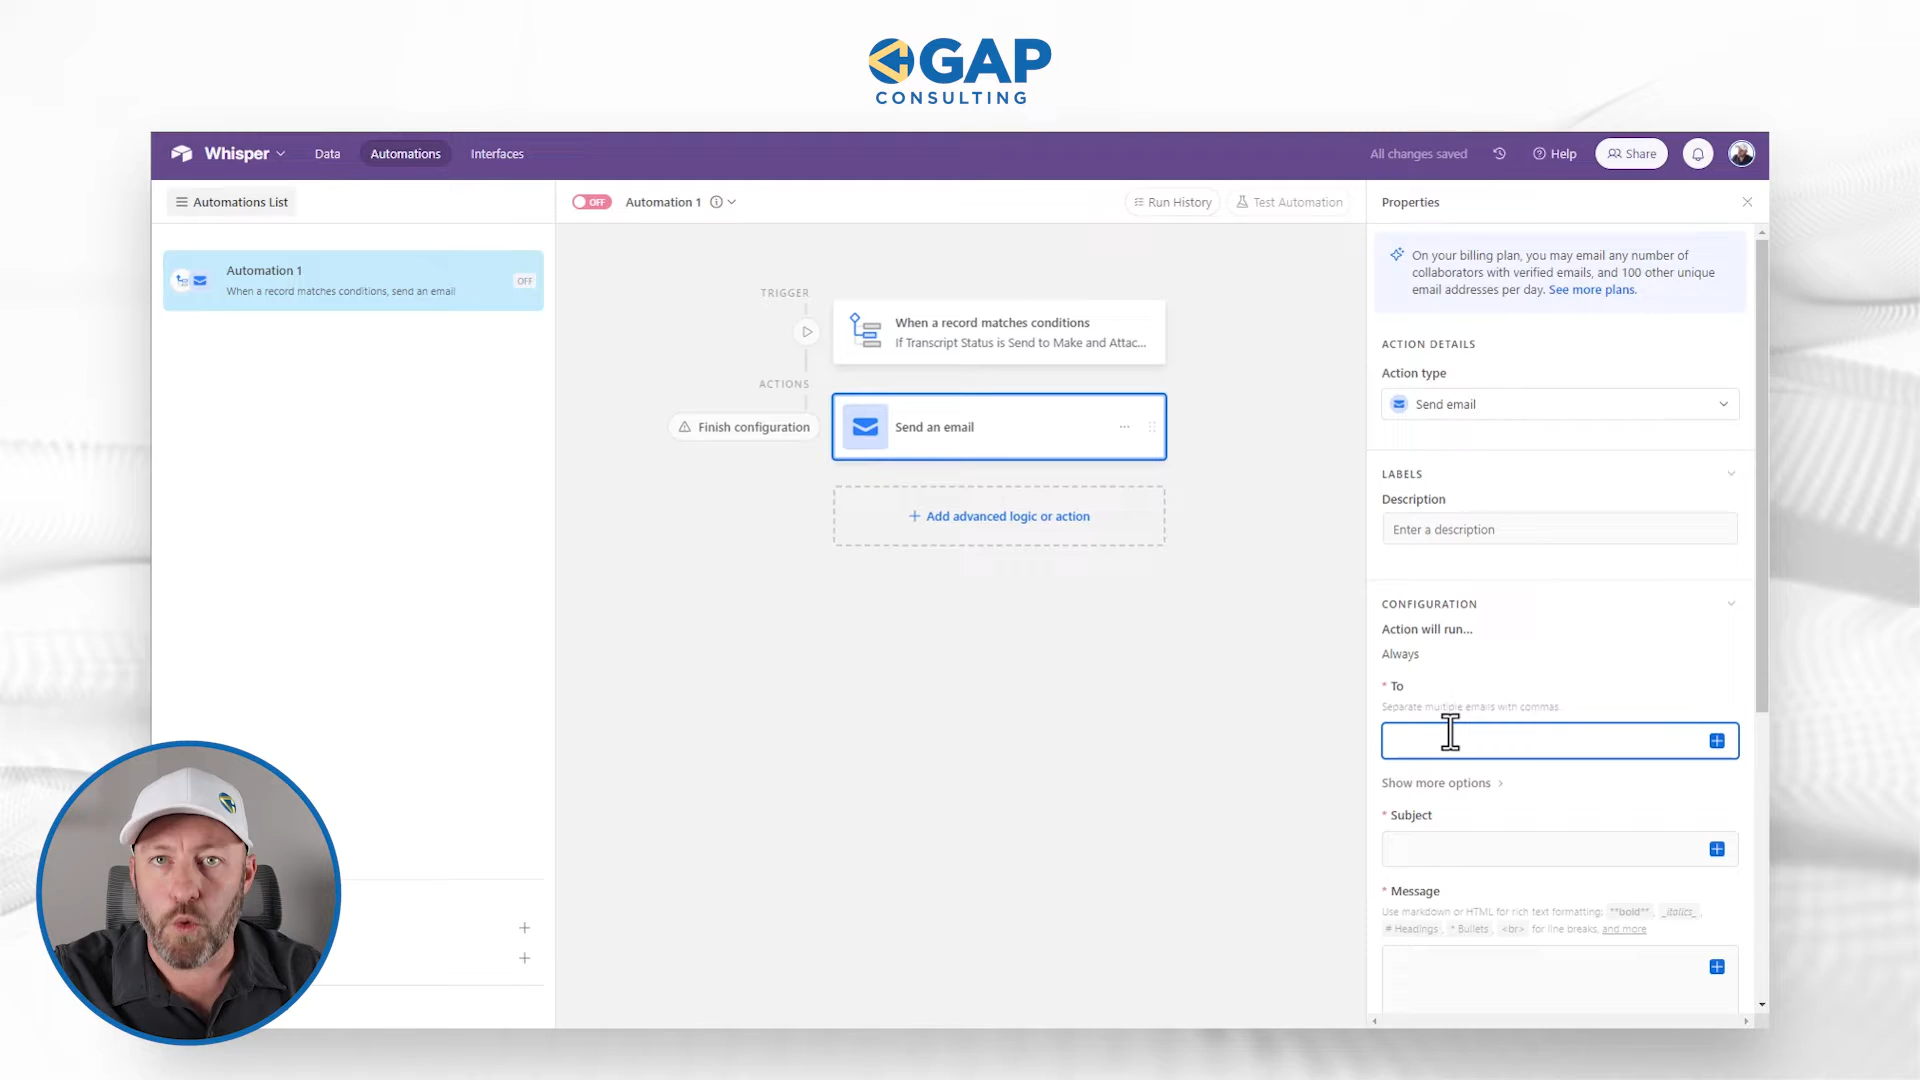 GAP
CONSULTING
Whisper
Data
Automations
Interfaces
All changes saved
Help
Share
Automations List
OFF
Automation 1
Run History
Test Automation
Properties
Automation 1
When a record matches conditions, send an email
OFF
TRIGGER
When a record matches conditions
If Transcript Status is Send to Make and Attac...
ACTIONS
Finish configuration
Send an email
+ Add advanced logic or action
On your billing plan, you may email any number of
collaborators with verified emails, and 100 other unique
email addresses per day. See more plans.
ACTION DETAILS
Action type
Send email
LABELS
Description
Enter a description
CONFIGURATION
Action will run...
Always
* To
Separate multiple emails with commas.
Show more options
* Subject
* Message
Use markdown or HTML for rich text formatting: **bold**, _italics_,
# Headings, * Bullets, <br> for line breaks, and more